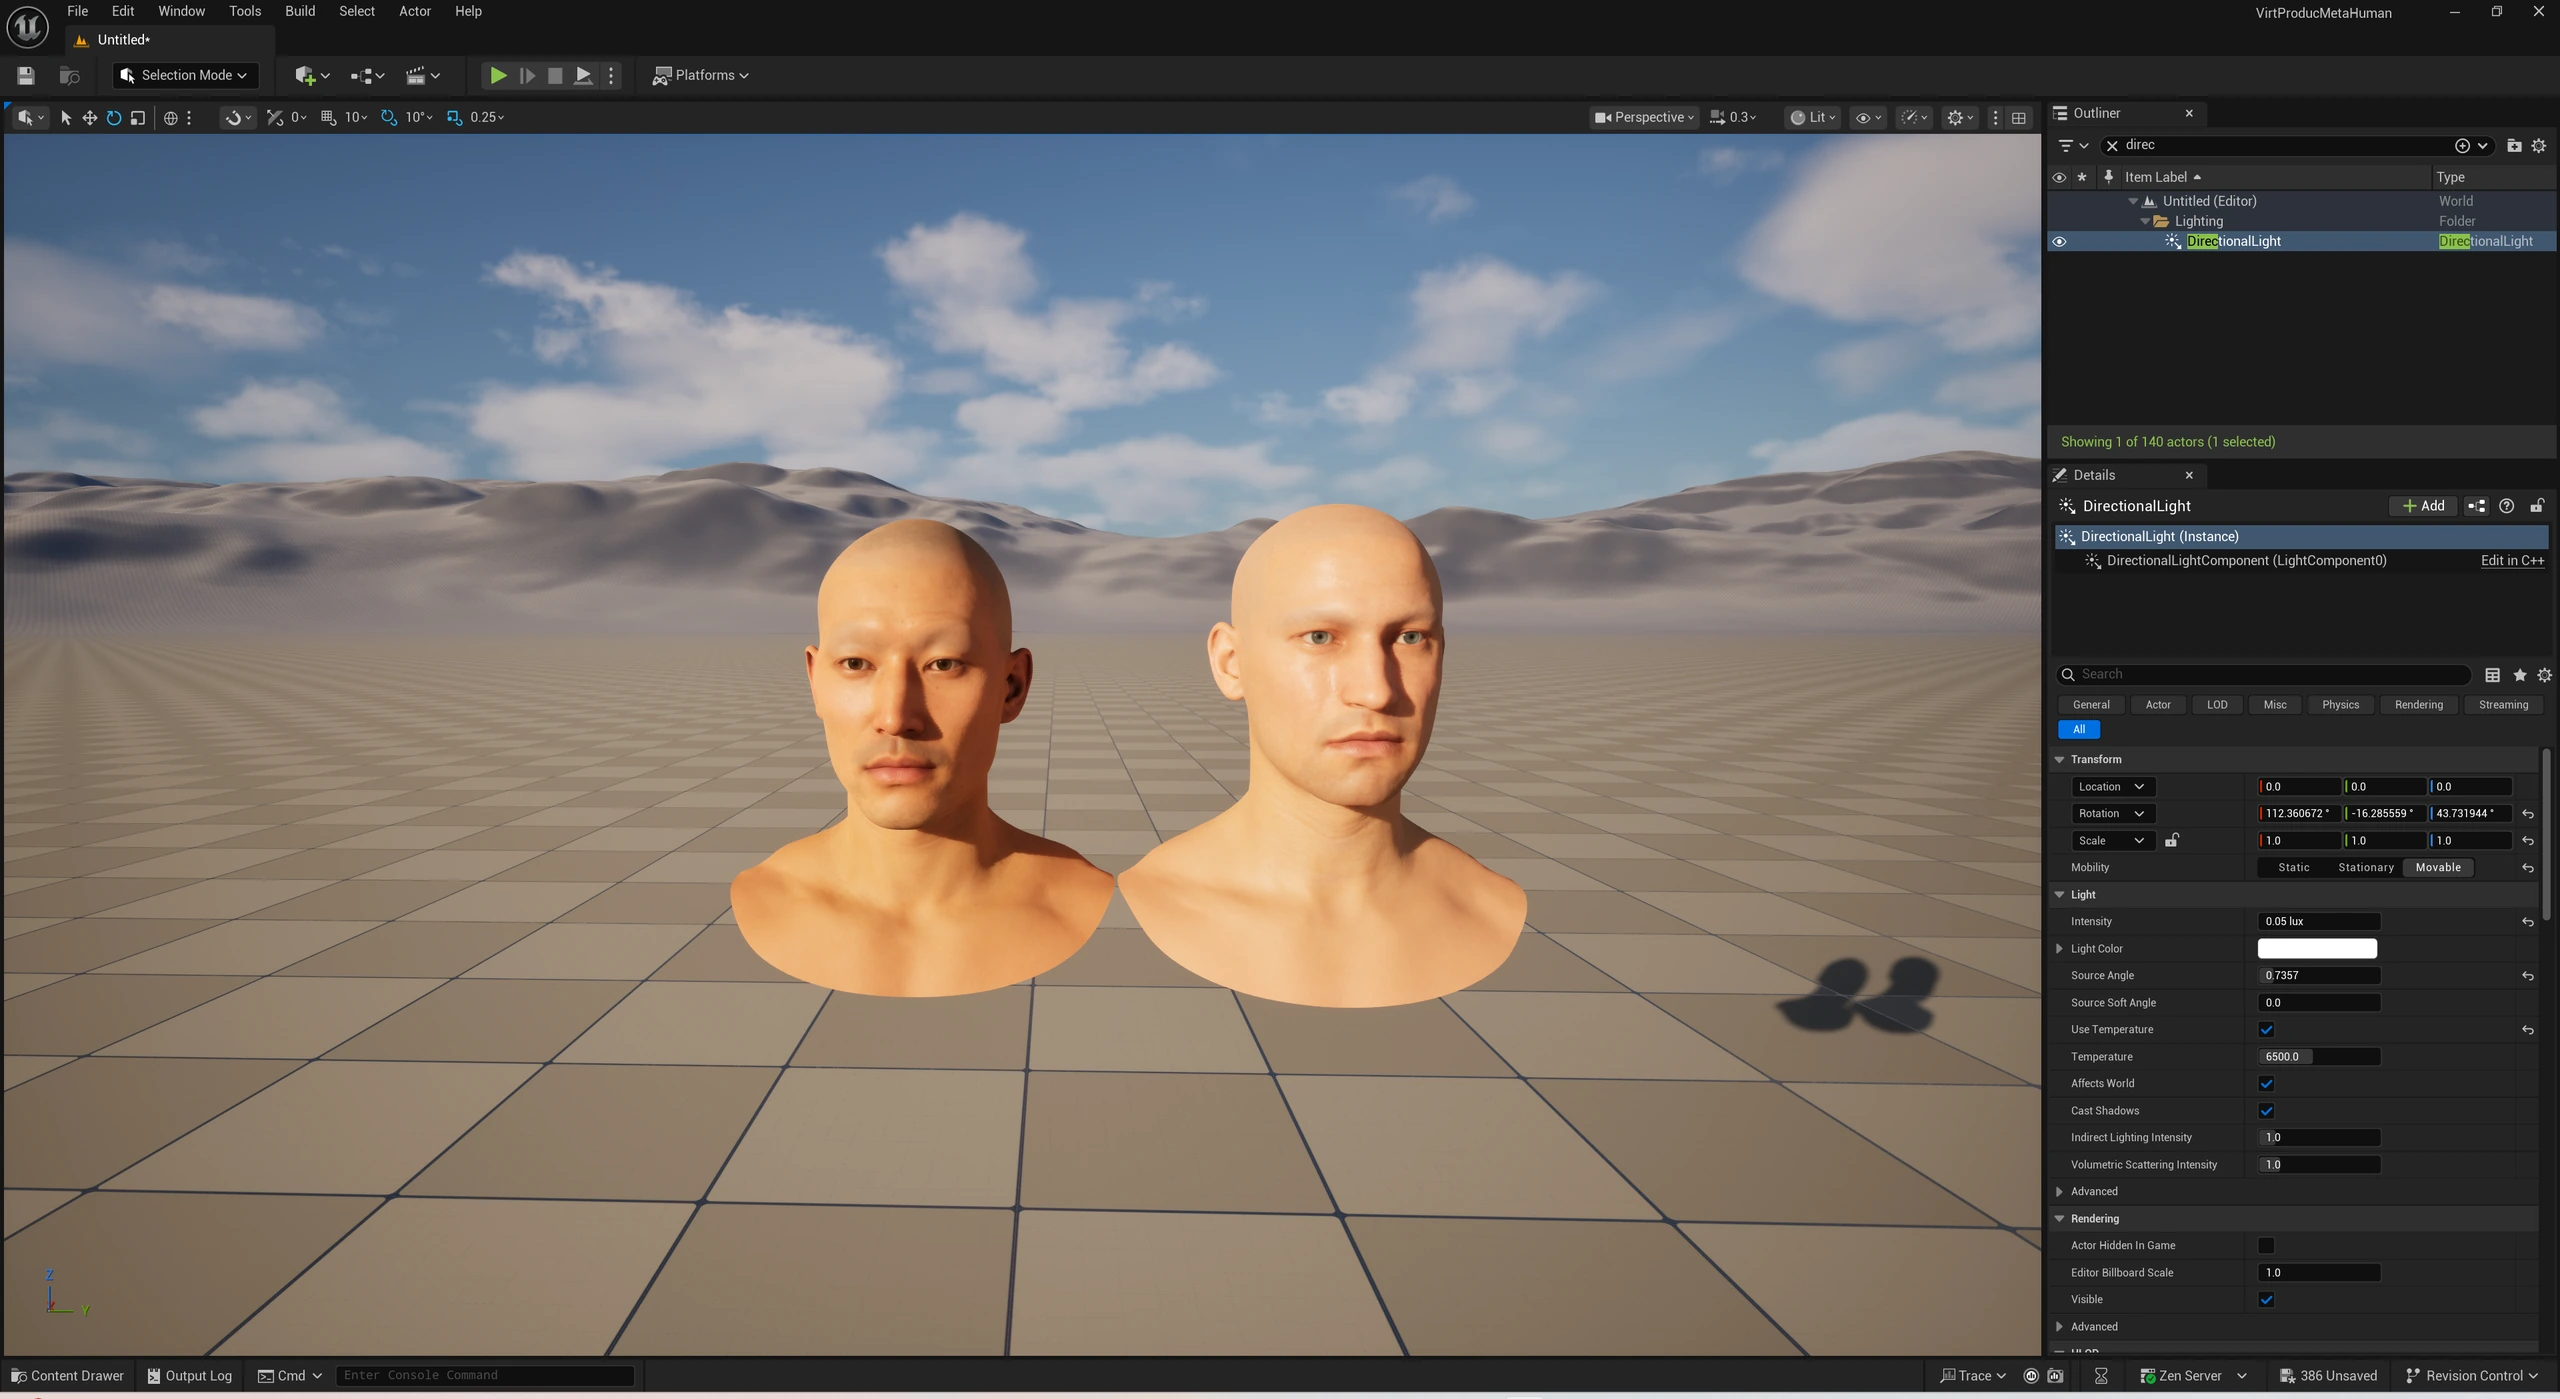 File Edit Window Tools Build Select Actor Help
VirtProducMetaHuman
Untitled*
Selection Mode
Platforms
0 10 10° 0.25
Perspective 0.3 Lit
Outliner
direc
Item Label Type
Untitled (Editor) World
Lighting Folder
DirectionalLight DirectionalLight
Showing 1 of 140 actors (1 selected)
Details
DirectionalLight
Add
DirectionalLight (Instance)
DirectionalLightComponent (LightComponent0) Edit in C++
Search
General Actor LOD Misc Physics Rendering Streaming
All
Transform
Location 0.0 0.0 0.0
Rotation 112.360672 ° -16.285559 ° 43.731944 °
Scale 1.0 1.0 1.0
Mobility Static Stationary Movable
Light
Intensity 0.05 lux
Light Color
Source Angle 0.7357
Source Soft Angle 0.0
Use Temperature
Temperature 6500.0
Affects World
Cast Shadows
Indirect Lighting Intensity 1.0
Volumetric Scattering Intensity 1.0
Advanced
Rendering
Actor Hidden In Game
Editor Billboard Scale 1.0
Visible
Advanced
Z
Y
Content Drawer Output Log Cmd Enter Console Command
Trace Zen Server 386 Unsaved Revision Control